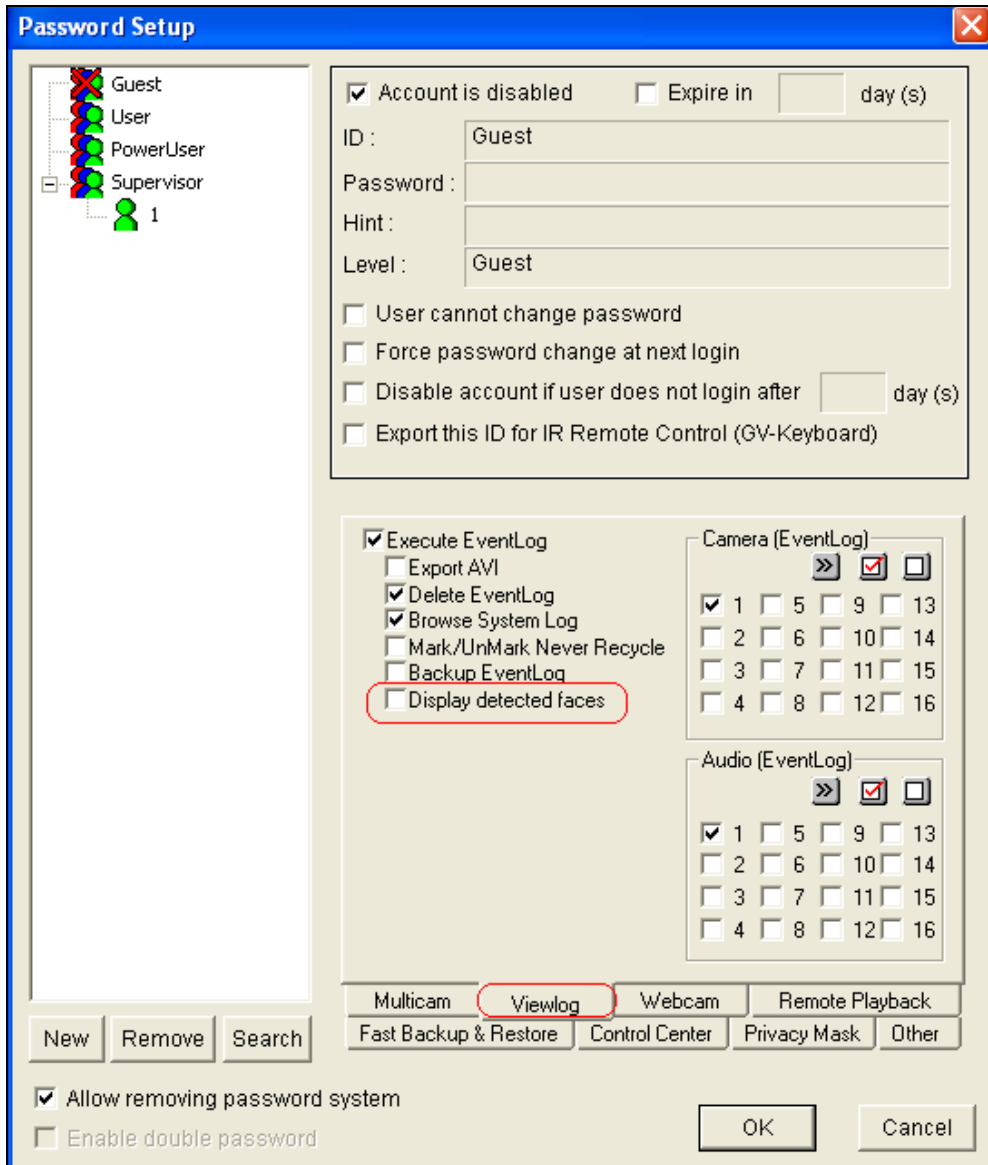 Password Setup
Guest
User
PowerUser
Supervisor
1
Account is disabled
Expire in
day (s)
ID :
Guest
Password :
Hint :
Level :
Guest
User cannot change password
Force password change at next login
Disable account if user does not login after
day (s)
Export this ID for IR Remote Control (GV-Keyboard)
Execute EventLog
Export AVI
Delete EventLog
Browse System Log
Mark/UnMark Never Recycle
Backup EventLog
Display detected faces
Camera (EventLog)
1 5 9 13
2 6 10 14
3 7 11 15
4 8 12 16
Audio (EventLog)
1 5 9 13
2 6 10 14
3 7 11 15
4 8 12 16
Multicam Viewlog Webcam Remote Playback
Fast Backup & Restore Control Center Privacy Mask Other
New Remove Search
Allow removing password system
Enable double password
OK Cancel